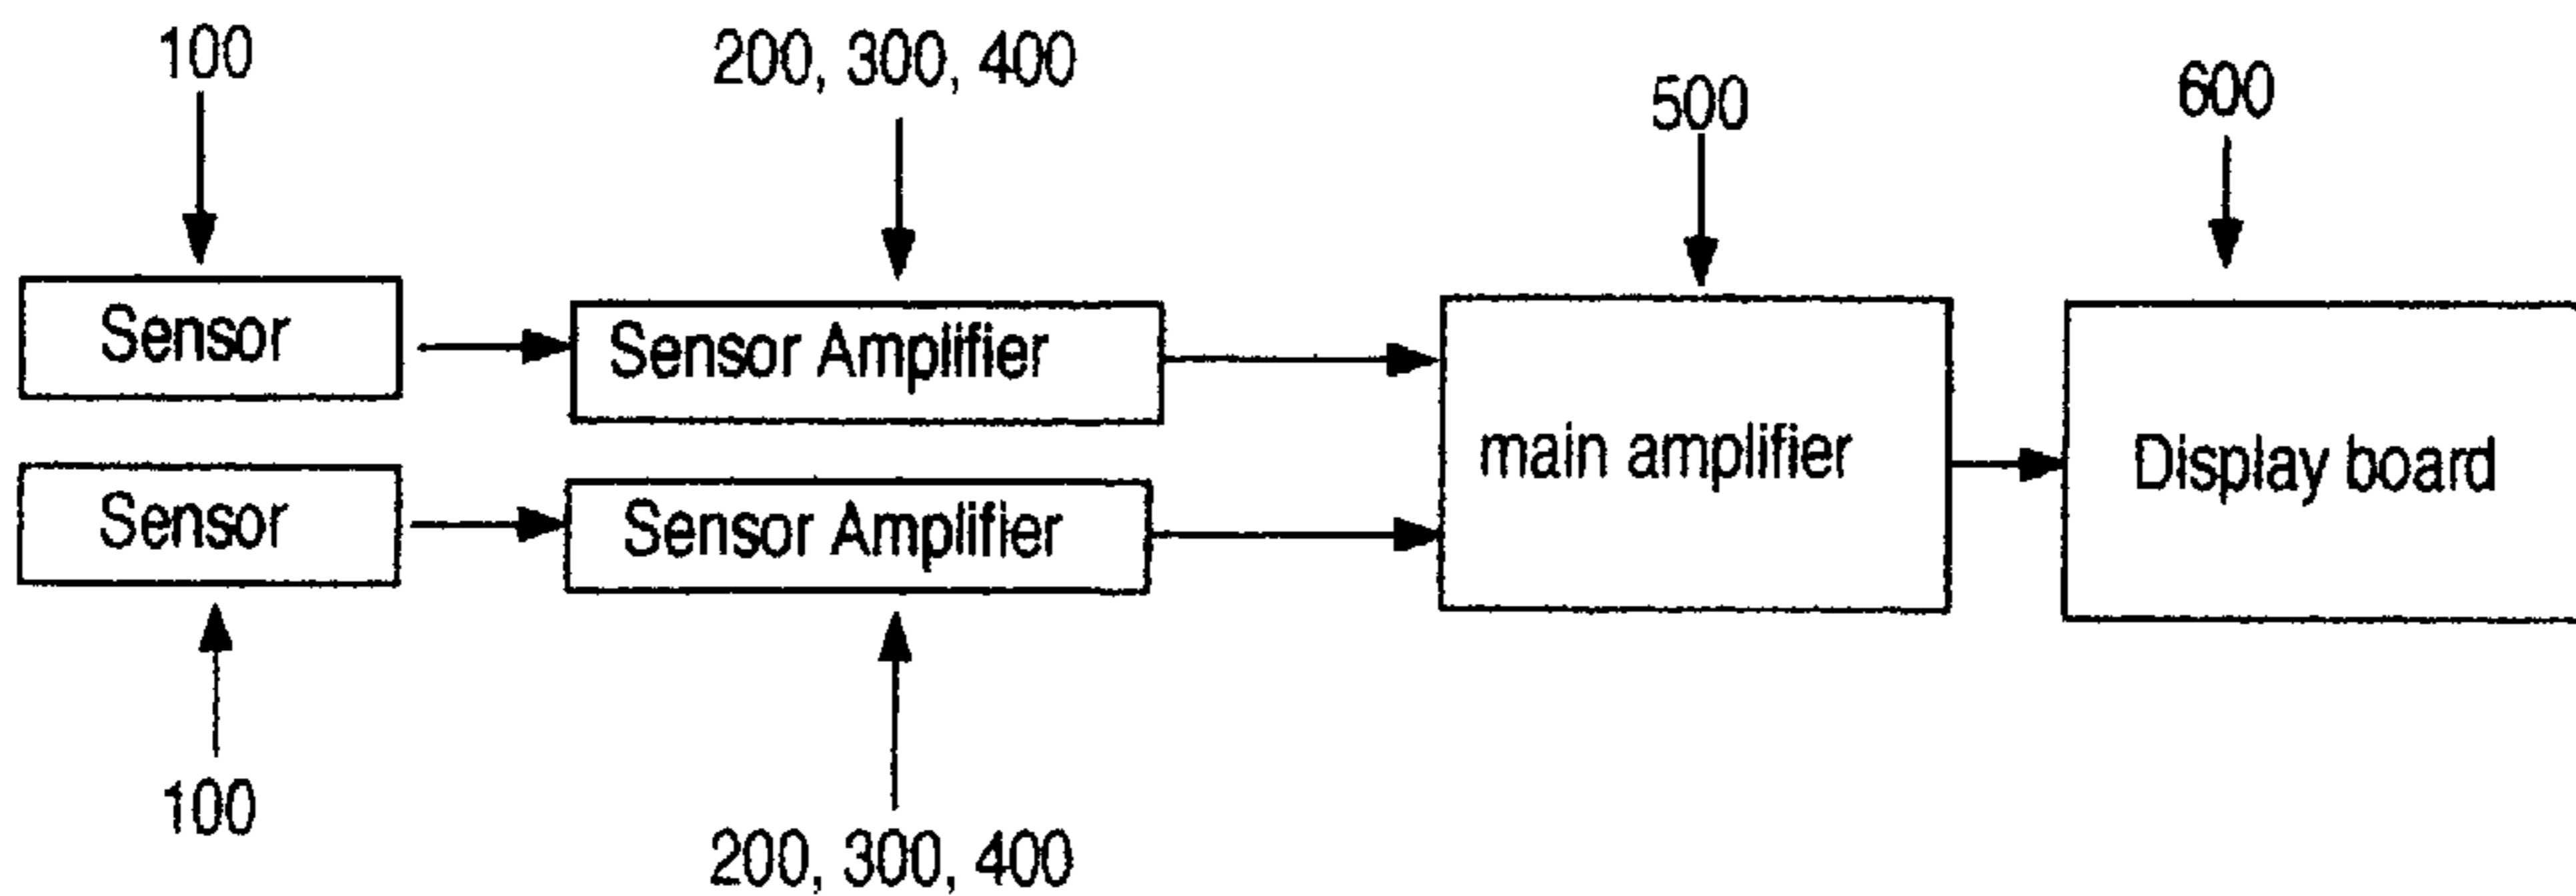 100
200, 300, 400
500
600
Sensor
Sensor Amplifier
main amplifier
Display board
Sensor
Sensor Amplifier
100
200, 300, 400